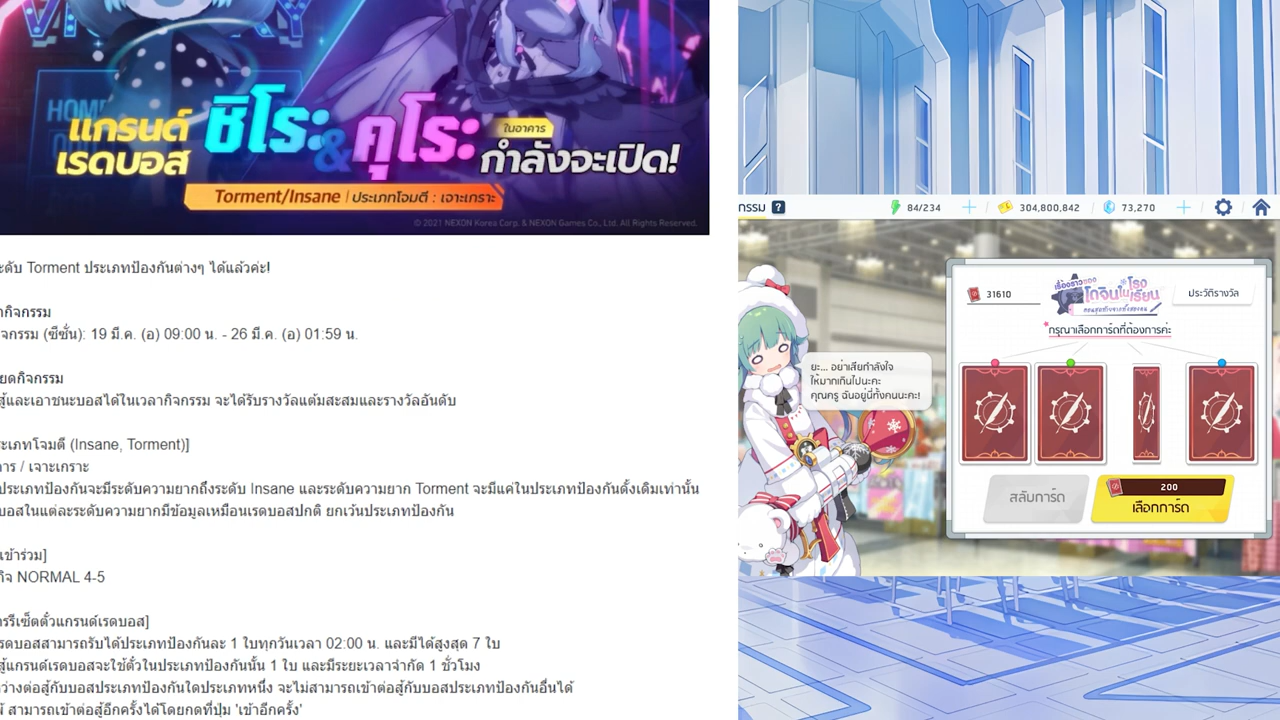 แกรนด์
เรดบอส
ชิโระ & คุโระ
ในอาคาร
กำลังจะเปิด!
Torment/Insane | ประเภทโจมตี : เจาะเกราะ
© 2021 NEXON Korea Corp. & NEXON Games Co., Ltd. All Rights Reserved.
ะดับ Torment ประเภทป้องกันต่างๆ ได้แล้วค่ะ!
ากิจกรรม
จกรรม (ซีซั่น): 19 มี.ค. (อ) 09:00 น. - 26 มี.ค. (อ) 01:59 น.
ยดกิจกรรม
สู้และเอาชนะบอสได้ในเวลากิจกรรม จะได้รับรางวัลแต้มสะสมและรางวัลอันดับ
ะเภทโจมตี (Insane, Torment)]
าร / เจาะเกราะ
ประเภทป้องกันจะมีระดับความยากถึงระดับ Insane และระดับความยาก Torment จะมีแค่ในประเภทป้องกันดั้งเดิมเท่านั้น
บอสในแต่ละระดับความยากมีข้อมูลเหมือนเรดบอสปกติ ยกเว้นประเภทป้องกัน
เข้าร่วม]
กิจ NORMAL 4-5
ารรีเซ็ตตั๋วแกรนด์เรดบอส]
รดบอสสามารถรับได้ประเภทป้องกันละ 1 ใบทุกวันเวลา 02:00 น. และมีได้สูงสุด 7 ใบ
สู้แกรนด์เรดบอสจะใช้ตั๋วในประเภทป้องกันนั้น 1 ใบ และมีระยะเวลาจำกัด 1 ชั่วโมง
ว่างต่อสู้กับบอสประเภทป้องกันใดประเภทหนึ่ง จะไม่สามารถเข้าต่อสู้กับบอสประเภทป้องกันอื่นได้
สามารถเข้าต่อสู้อีกครั้งได้โดยกดที่ปุ่ม 'เข้าอีกครั้ง'
กรรม ?
84/234
304,800,842
73,270
31610
เรื่องราวของ
โดจินในโรงเรียน
ประวัติรางวัล
กรุณาเลือกการ์ดที่ต้องการค่ะ
ยะ... อย่าเสียกำลังใจ
ให้มากเกินไปนะคะ
คุณครู ฉันอยู่นี่ทั้งคนนะคะ!
สลับการ์ด
200
เลือกการ์ด